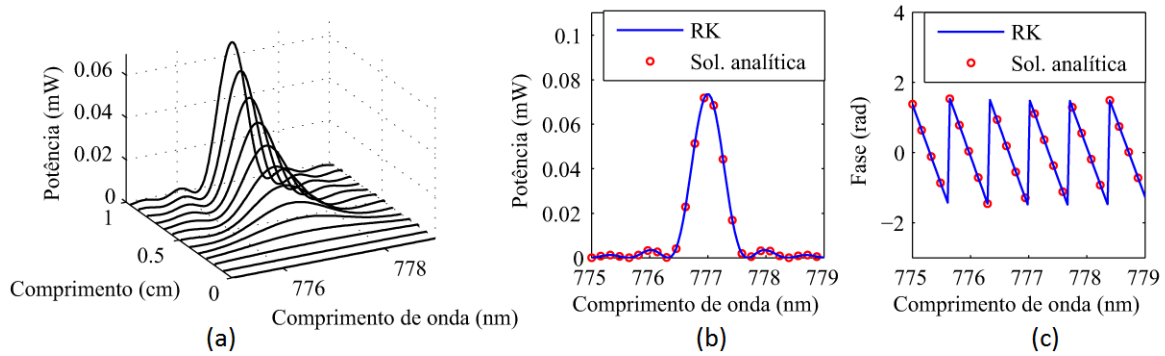 Potência (mW)
0.06
0.04
0.02
0
1
0.5
0
Comprimento (cm)
776
778
Comprimento de onda (nm)
(a)
RK
Sol. analítica
Potência (mW)
0.1
0.08
0.06
0.04
0.02
0
775 776 777 778 779
Comprimento de onda (nm)
(b)
RK
Sol. analítica
Fase (rad)
4
2
0
−2
775 776 777 778 779
Comprimento de onda (nm)
(c)